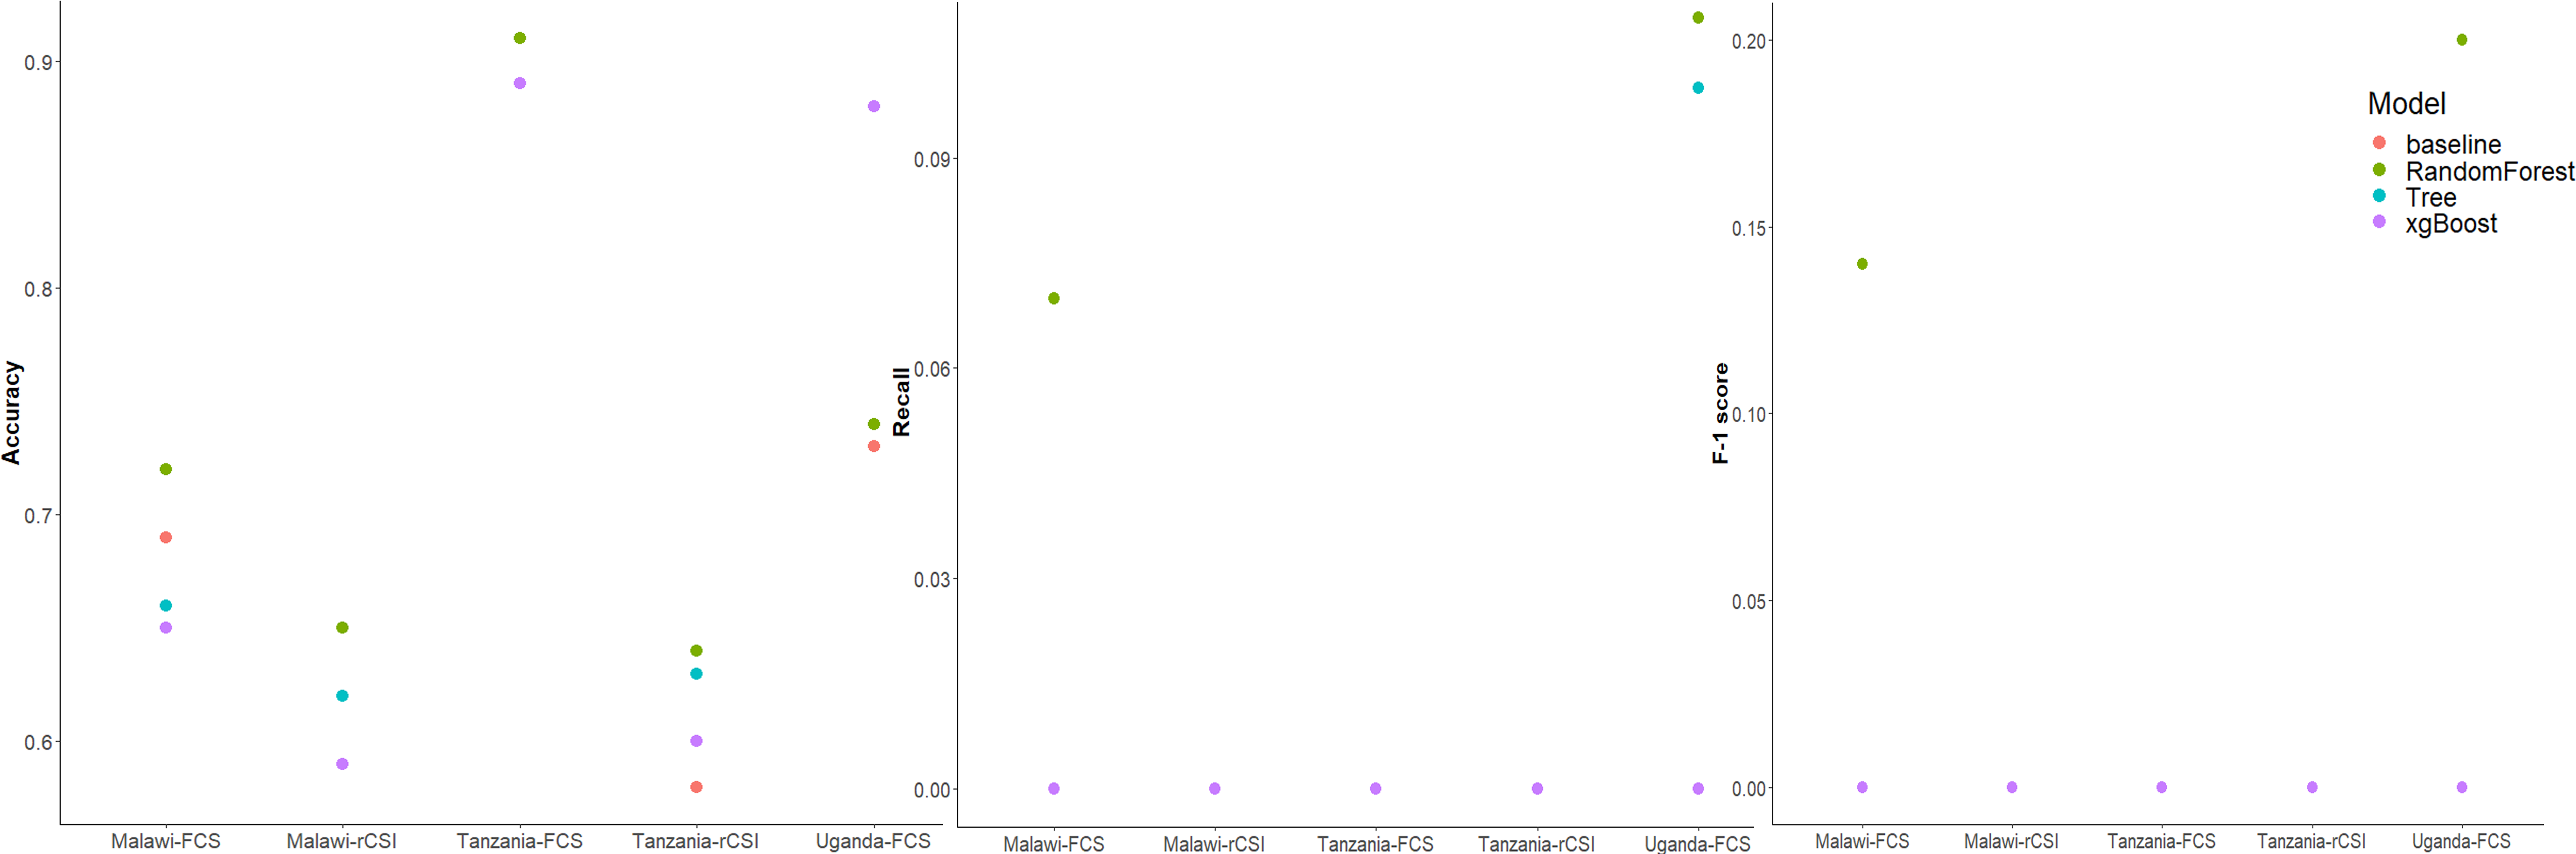 Accuracy
0.9
0.8
0.7
0.6
Malawi-FCS
Malawi-rCSI
Tanzania-FCS
Tanzania-rCSI
Uganda-FCS
Recall
0.09
0.06
0.03
0.00
Malawi-FCS
Malawi-rCSI
Tanzania-FCS
Tanzania-rCSI
Uganda-FCS
F-1 score
0.20
0.15
0.10
0.05
0.00
Malawi-FCS
Malawi-rCSI
Tanzania-FCS
Tanzania-rCSI
Uganda-FCS
Model
baseline
RandomForest
Tree
xgBoost